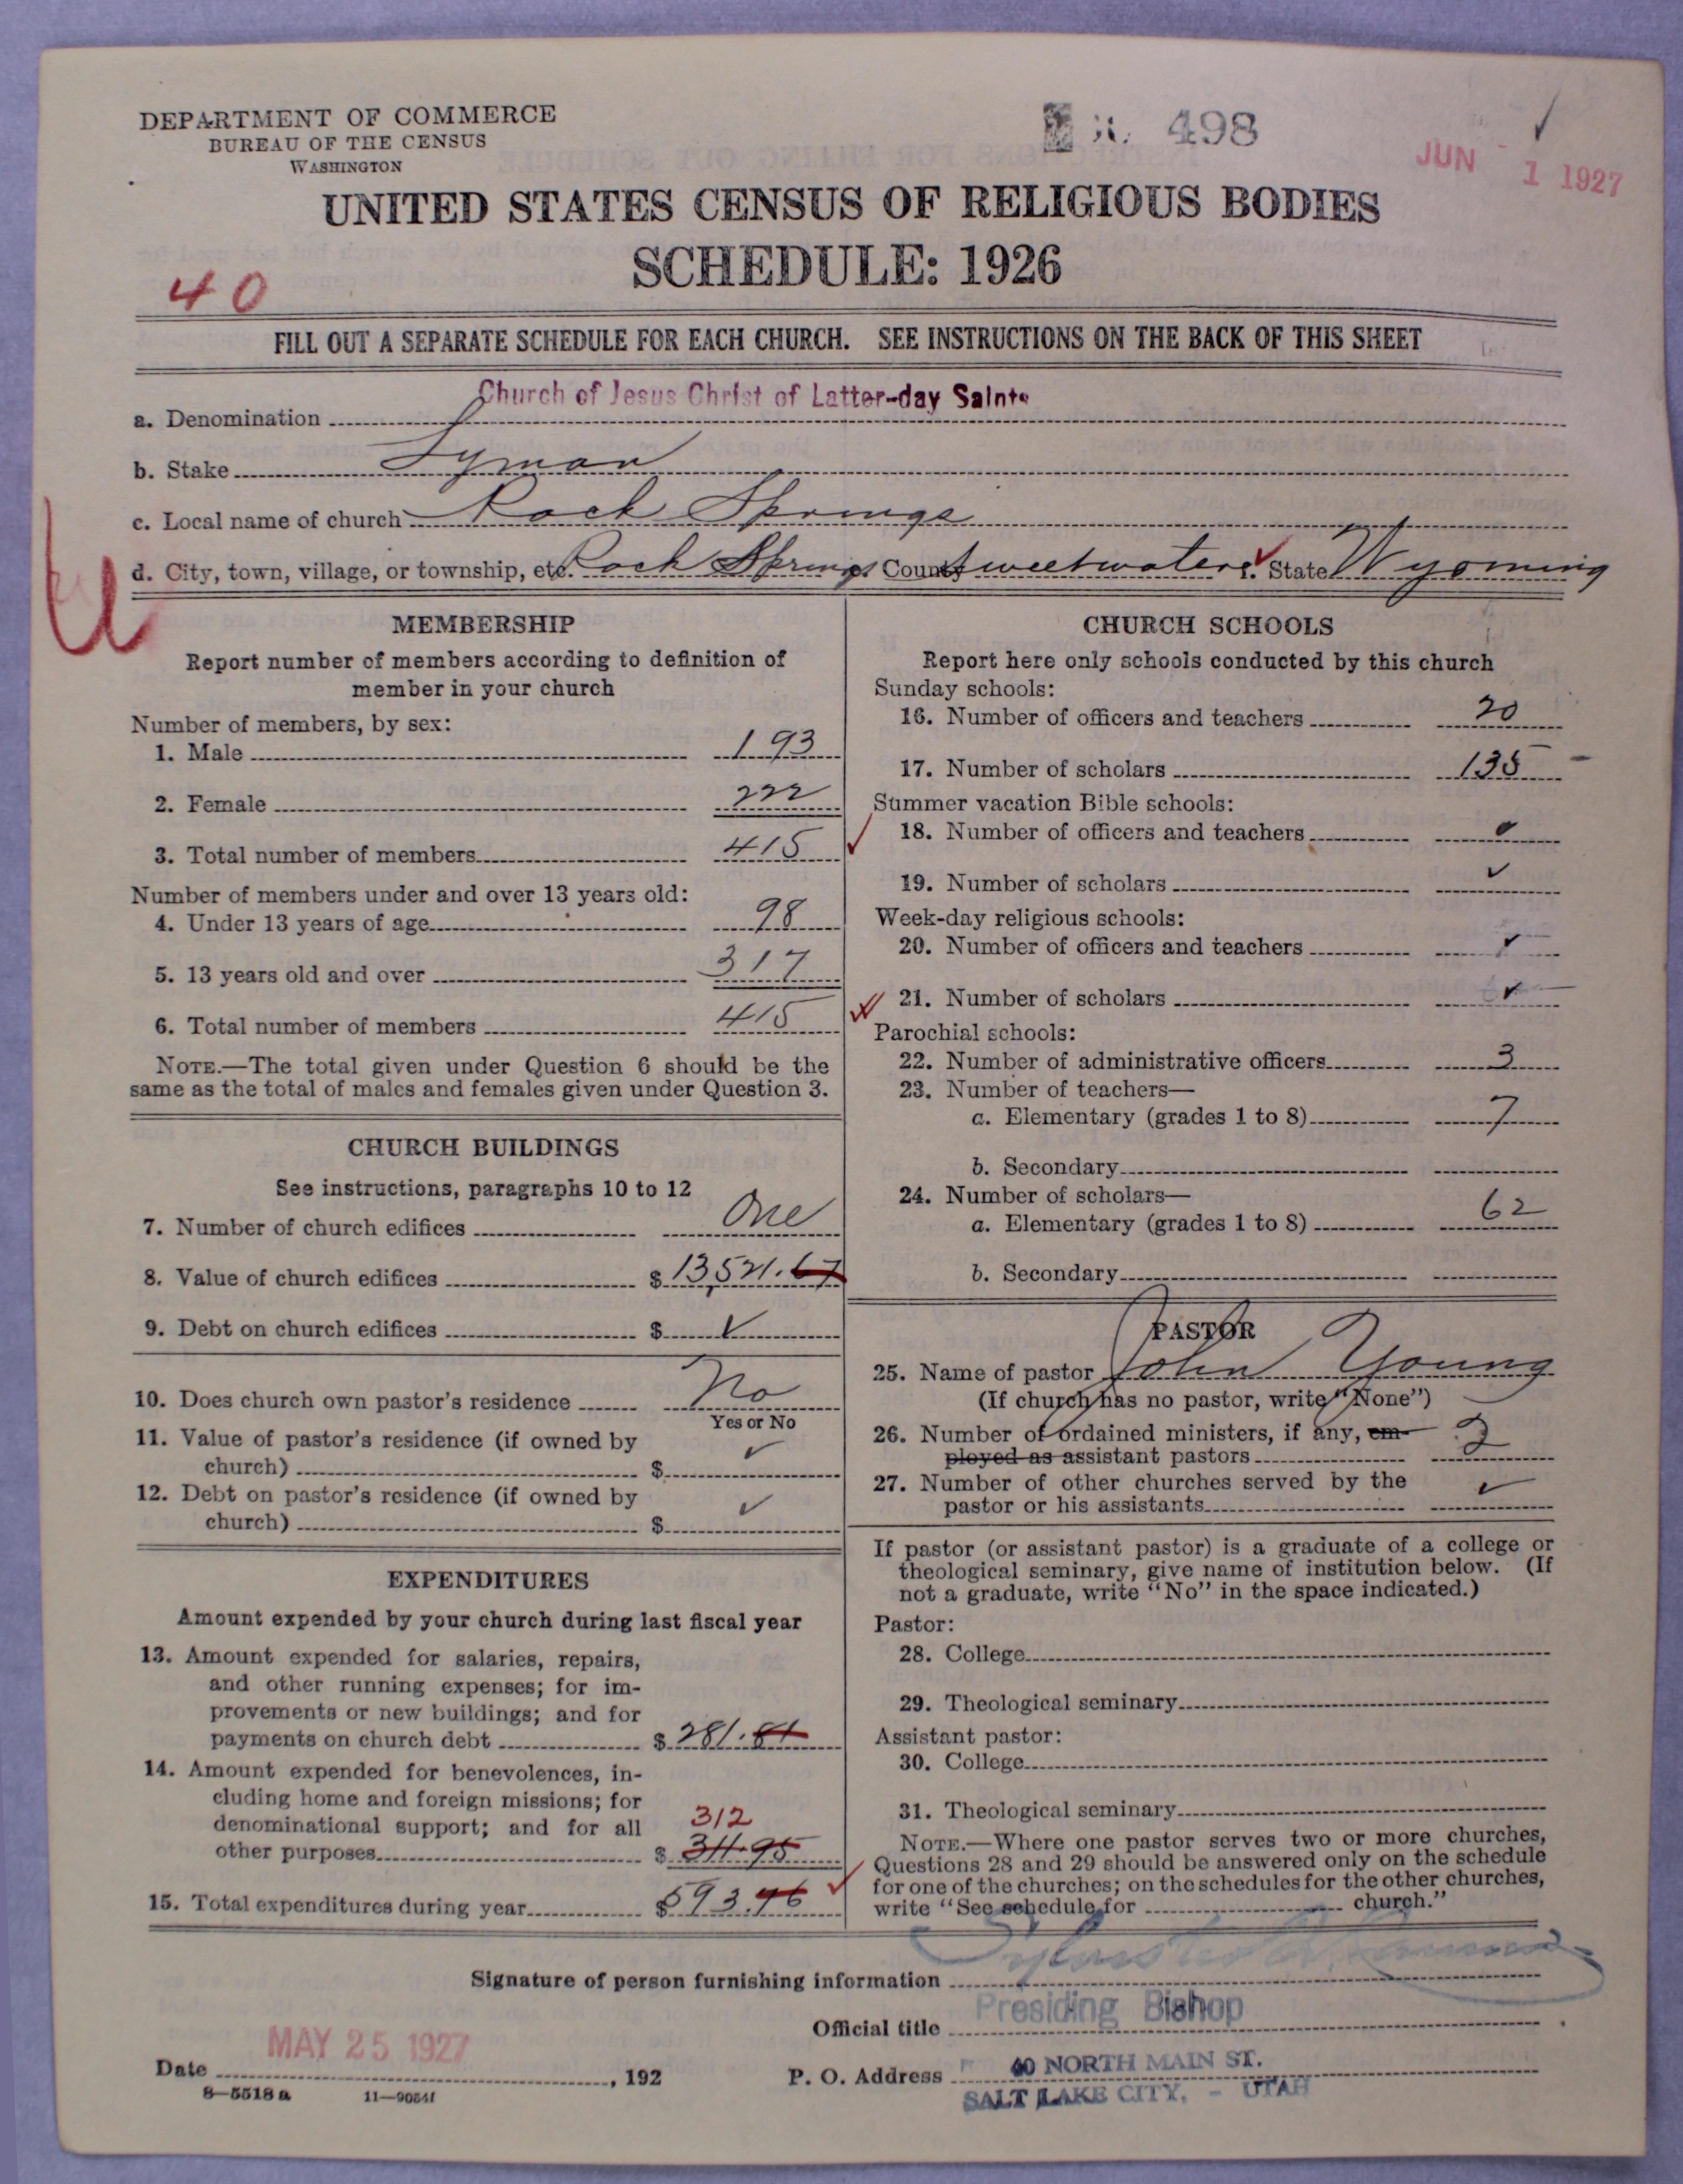 DEPARTMENT OF COMMERCE
BUREAU OF THE CENSUS
WASHINGTON
498
JUN 1 1927
UNITED STATES CENSUS OF RELIGIOUS BODIES
SCHEDULE: 1926
40
FILL OUT A SEPARATE SCHEDULE FOR EACH CHURCH. SEE INSTRUCTIONS ON THE BACK OF THIS SHEET
a. Denomination Church of Jesus Christ of Latter-day Saints
b. Stake Lyman
c. Local name of church Rock Springs
d. City, town, village, or township, etc. Rock Springs County Sweetwater State Wyoming
MEMBERSHIP
Report number of members according to definition of
member in your church
Number of members, by sex:
1. Male 193
2. Female 222
3. Total number of members 415
Number of members under and over 13 years old:
4. Under 13 years of age 98
5. 13 years old and over 317
6. Total number of members 415
NOTE.—The total given under Question 6 should be the
same as the total of males and females given under Question 3.
CHURCH BUILDINGS
See instructions, paragraphs 10 to 12
7. Number of church edifices One
8. Value of church edifices $ 13,521.67
9. Debt on church edifices $ ✓
10. Does church own pastor's residence No
Yes or No
11. Value of pastor's residence (if owned by
church) $ ✓
12. Debt on pastor's residence (if owned by
church) $ ✓
EXPENDITURES
Amount expended by your church during last fiscal year
13. Amount expended for salaries, repairs,
and other running expenses; for im-
provements or new buildings; and for
payments on church debt $ 281.81
14. Amount expended for benevolences, in-
cluding home and foreign missions; for
denominational support; and for all
312
other purposes $ 311.95
15. Total expenditures during year $ 593.76
CHURCH SCHOOLS
Report here only schools conducted by this church
Sunday schools:
16. Number of officers and teachers 20
17. Number of scholars 135
Summer vacation Bible schools:
18. Number of officers and teachers
19. Number of scholars ✓
Week-day religious schools:
20. Number of officers and teachers ✓
21. Number of scholars ✓
Parochial schools:
22. Number of administrative officers 3
23. Number of teachers—
a. Elementary (grades 1 to 8) 7
b. Secondary
24. Number of scholars—
a. Elementary (grades 1 to 8) 62
b. Secondary
PASTOR
25. Name of pastor John Young
(If church has no pastor, write "None")
26. Number of ordained ministers, if any, em-
ployed as assistant pastors 2
27. Number of other churches served by the
pastor or his assistants ✓
If pastor (or assistant pastor) is a graduate of a college or
theological seminary, give name of institution below. (If
not a graduate, write "No" in the space indicated.)
Pastor:
28. College
29. Theological seminary
Assistant pastor:
30. College
31. Theological seminary
NOTE.—Where one pastor serves two or more churches,
Questions 28 and 29 should be answered only on the schedule
for one of the churches; on the schedules for the other churches,
write "See schedule for church."
Signature of person furnishing information
Official title Presiding Bishop
Date MAY 25 1927, 192
P. O. Address 40 NORTH MAIN ST.
SALT LAKE CITY, - UTAH
8—5518 a 11—9054f